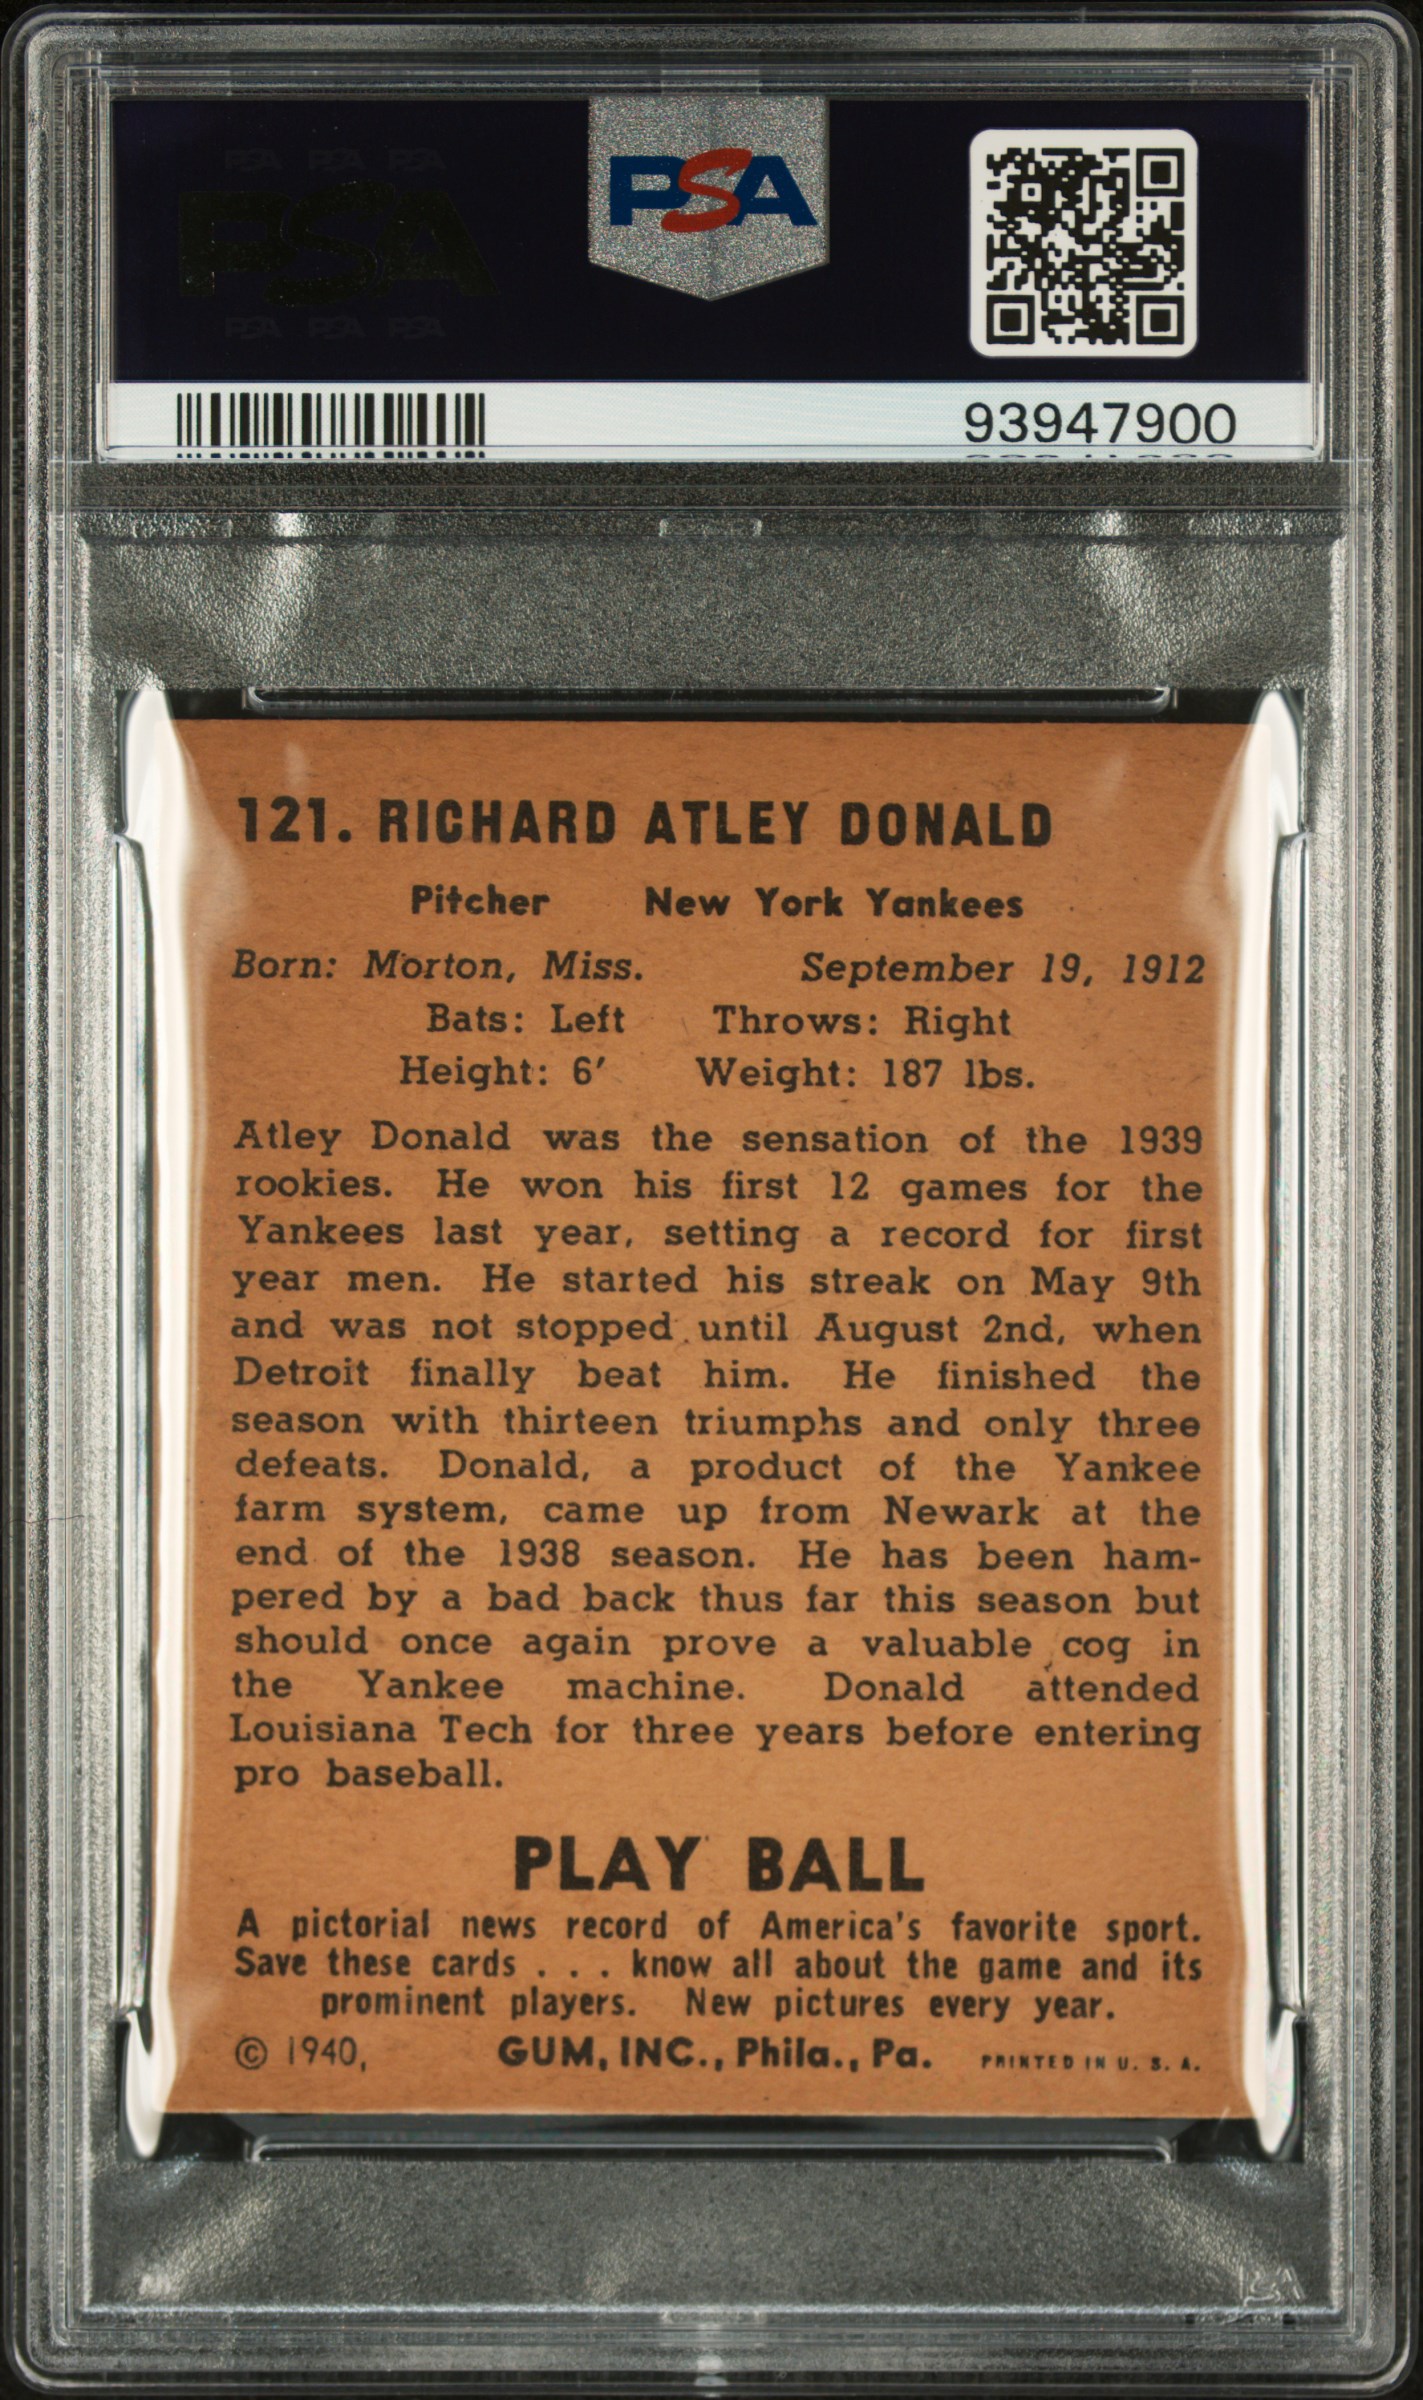 PSA PSA PSA
PSA
PSA PSA PSA
PSA
93947900
121. RICHARD ATLEY DONALD
Pitcher New York Yankees
Born: Morton, Miss. September 19, 1912
Bats: Left Throws: Right
Height: 6′ Weight: 187 lbs.
Atley Donald was the sensation of the 1939
rookies. He won his first 12 games for the
Yankees last year, setting a record for first
year men. He started his streak on May 9th
and was not stopped until August 2nd, when
Detroit finally beat him. He finished the
season with thirteen triumphs and only three
defeats. Donald, a product of the Yankee
farm system, came up from Newark at the
end of the 1938 season. He has been ham-
pered by a bad back thus far this season but
should once again prove a valuable cog in
the Yankee machine. Donald attended
Louisiana Tech for three years before entering
pro baseball.
PLAY BALL
A pictorial news record of America's favorite sport.
Save these cards . . . know all about the game and its
prominent players. New pictures every year.
© 1940, GUM, INC., Phila., Pa. PRINTED IN U. S. A.
PSA